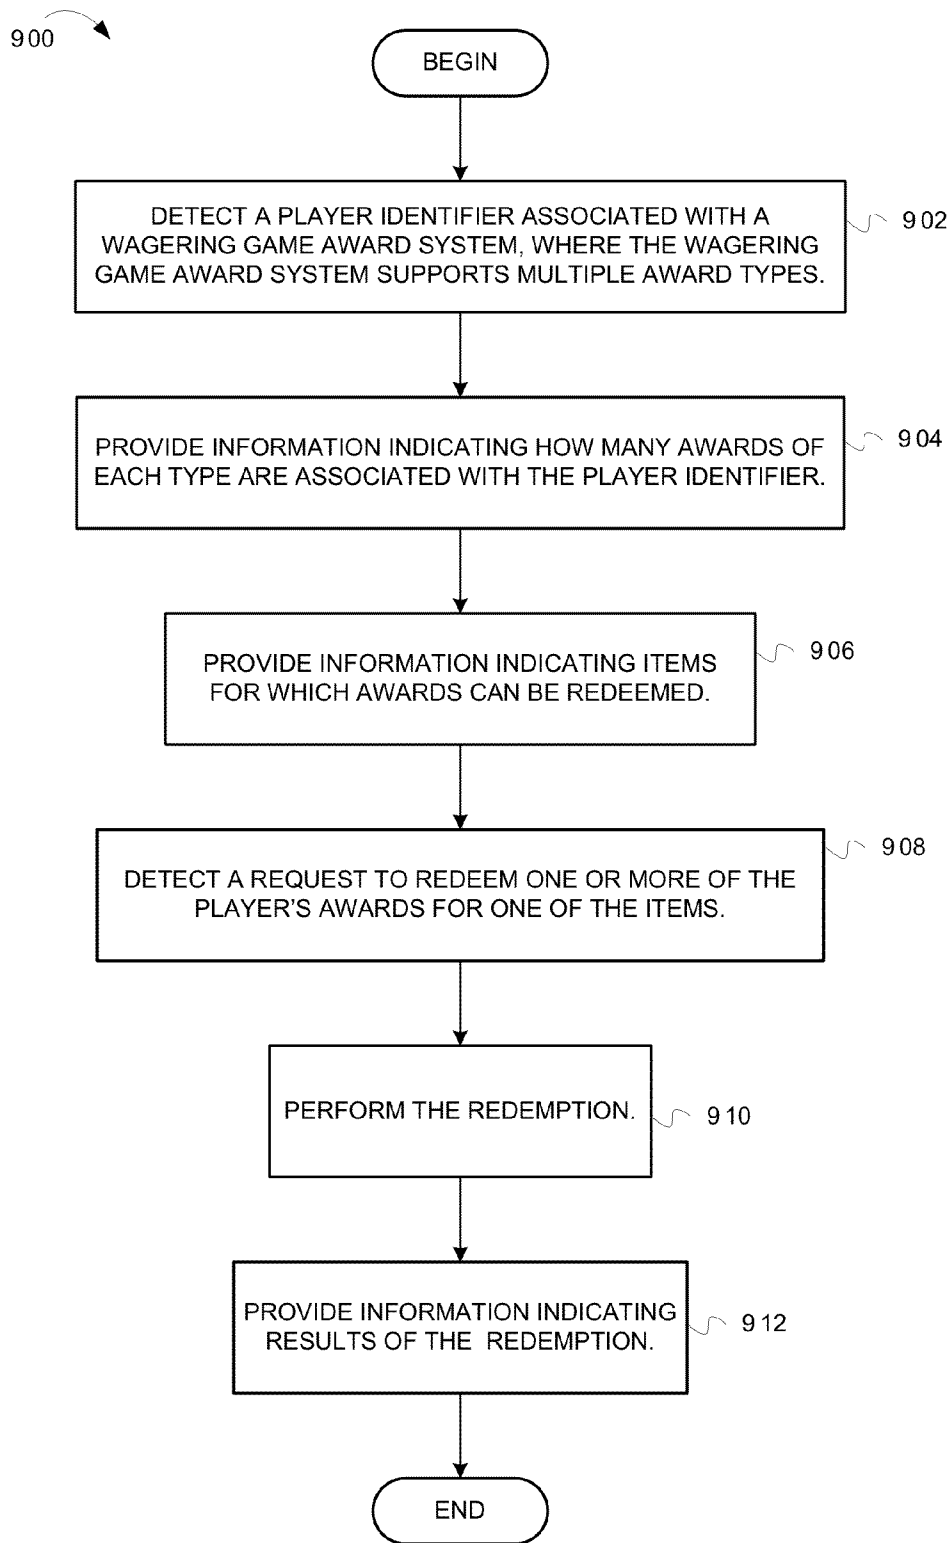 900
BEGIN
DETECT A PLAYER IDENTIFIER ASSOCIATED WITH A
WAGERING GAME AWARD SYSTEM, WHERE THE WAGERING
GAME AWARD SYSTEM SUPPORTS MULTIPLE AWARD TYPES.
902
PROVIDE INFORMATION INDICATING HOW MANY AWARDS OF
EACH TYPE ARE ASSOCIATED WITH THE PLAYER IDENTIFIER.
904
PROVIDE INFORMATION INDICATING ITEMS
FOR WHICH AWARDS CAN BE REDEEMED.
906
DETECT A REQUEST TO REDEEM ONE OR MORE OF THE
PLAYER'S AWARDS FOR ONE OF THE ITEMS.
908
PERFORM THE REDEMPTION.
910
PROVIDE INFORMATION INDICATING
RESULTS OF THE REDEMPTION.
912
END